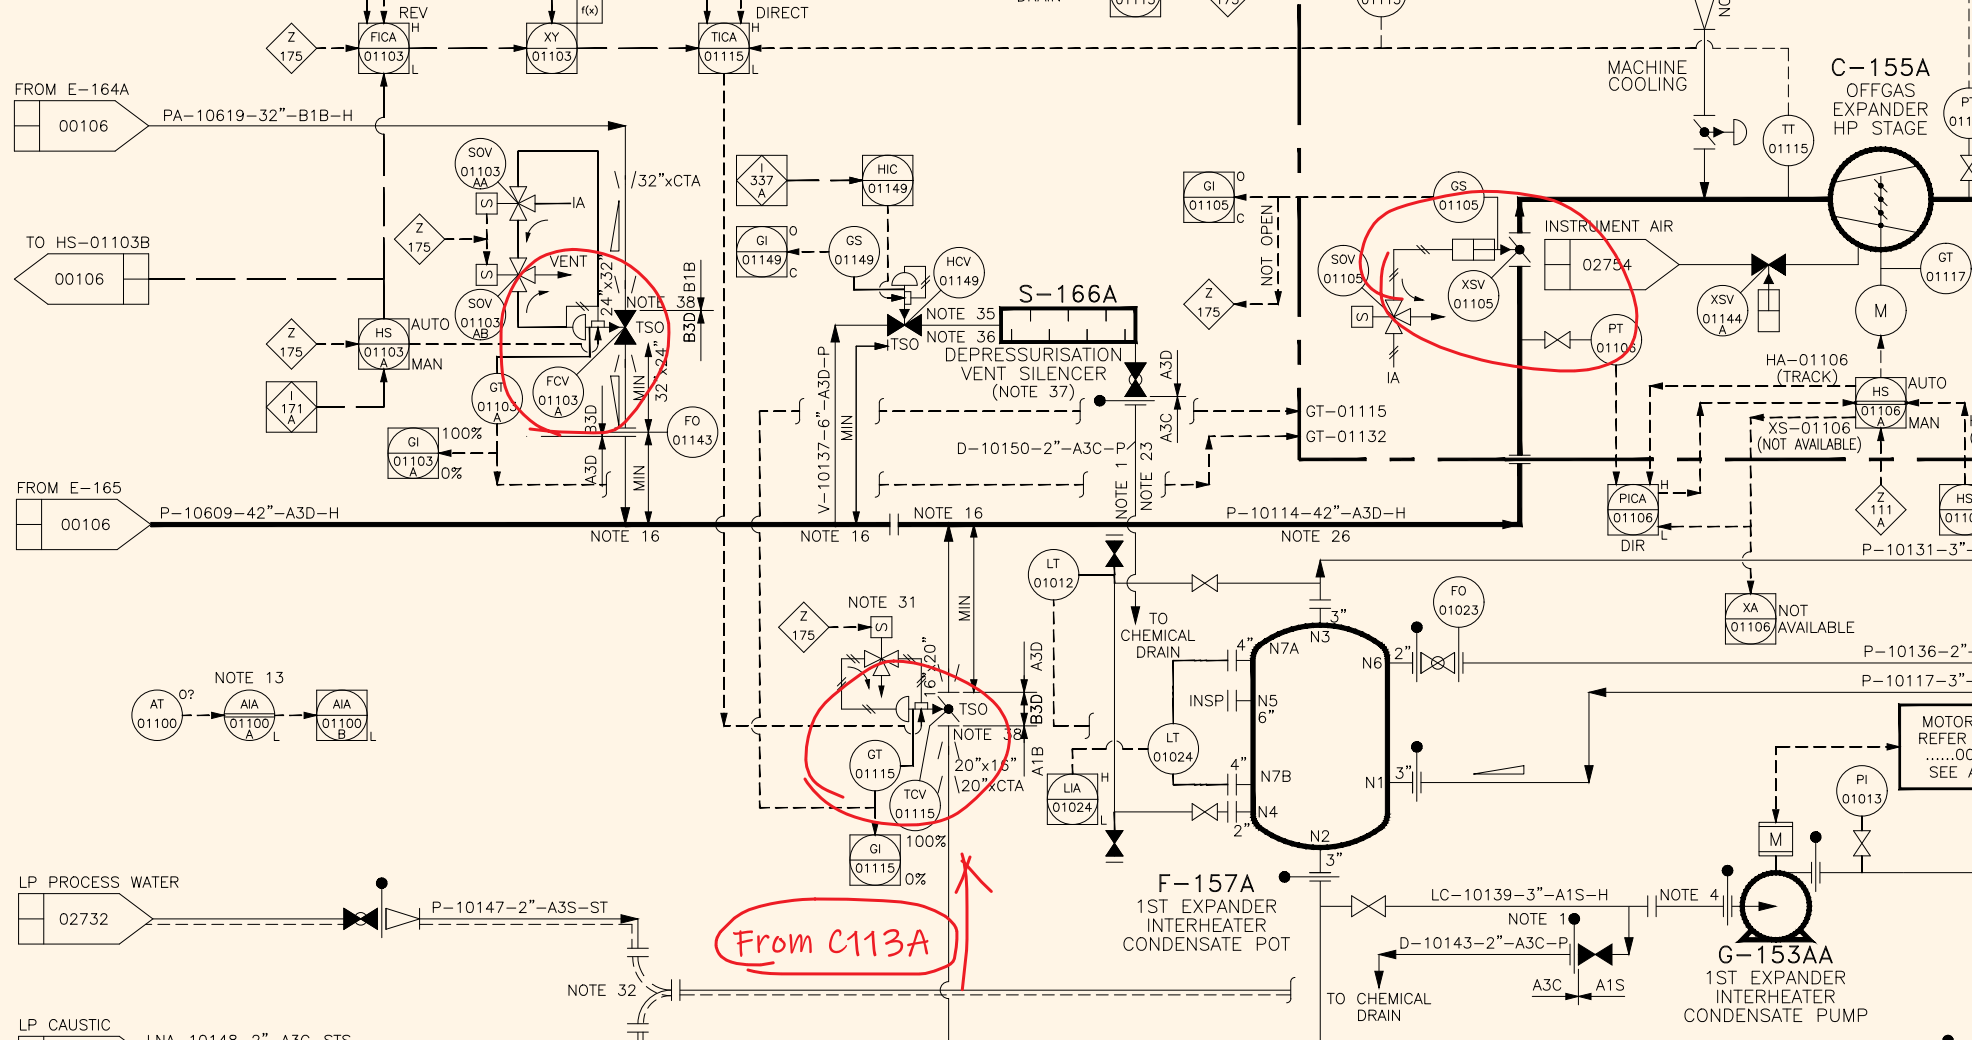 REV
f(x)
DIRECT
DRAIN
Z
175
FICA
01103
H
L
XY
01103
TICA
01115
H
L
MACHINE
COOLING
C-155A
OFFGAS
EXPANDER
HP STAGE
TT
01115
FROM E-164A
00106
PA-10619-32"-B1B-H
SOV
01103
AA
S
IA
32"xCTA
I
337
A
HIC
01149
GI
01105
O
C
GS
01105
INSTRUMENT AIR
02754
Z
175
TO HS-01103B
00106
S
VENT
SOV
01103
AB
24"x32"
NOTE 38
B1B
B3D
TSO
GI
01149
O
C
GS
01149
HCV
01149
NOT OPEN
Z
175
SOV
01105
S
IA
XSV
01105
PT
01106
XSV
01144
A
GT
01117
M
S-166A
NOTE 35
NOTE 36
TSO
DEPRESSURISATION
VENT SILENCER
(NOTE 37)
Z
175
HS
01103
A
AUTO
MAN
I
171
A
GT
01103
A
FCV
01103
A
MIN
32"x24"
B3D
A3D
MIN
FO
01143
GI
01103
A
100%
0%
V-10137-6"-A3D-P
MIN
A3D
A3C
D-10150-2"-A3C-P
NOTE 1
NOTE 23
GT-01115
GT-01132
HA-01106
(TRACK)
XS-01106
(NOT AVAILABLE)
HS
01106
A
AUTO
MAN
PICA
01106
H
L
DIR
Z
111
A
FROM E-165
00106
P-10609-42"-A3D-H
NOTE 16
NOTE 16
NOTE 16
P-10114-42"-A3D-H
NOTE 26
P-10131-3"-
LT
01012
TO
CHEMICAL
DRAIN
FO
01023
XA
01106
NOT
AVAILABLE
P-10136-2"-
P-10117-3"-
NOTE 31
Z
175
S
16"x20"
MIN
A3D
B3D
A1B
TSO
NOTE 38
20"x16"
20"xCTA
GT
01115
TCV
01115
GI
01115
100%
0%
NOTE 13
AT
01100
O?
AIA
01100
A
L
AIA
01100
B
L
3"
N3
4"
N7A
N6
2"
INSP
N5
6"
LT
01024
4"
N7B
N1
3"
LIA
01024
H
L
N4
2"
N2
3"
MOTOR
REFER
SEE
PI
01013
M
LP PROCESS WATER
02732
P-10147-2"-A3S-ST
From C113A
F-157A
1ST EXPANDER
INTERHEATER
CONDENSATE POT
LC-10139-3"-A1S-H
NOTE 4
NOTE 1
D-10143-2"-A3C-P
A3C
A1S
TO CHEMICAL
DRAIN
G-153AA
1ST EXPANDER
INTERHEATER
CONDENSATE PUMP
NOTE 32
LP CAUSTIC